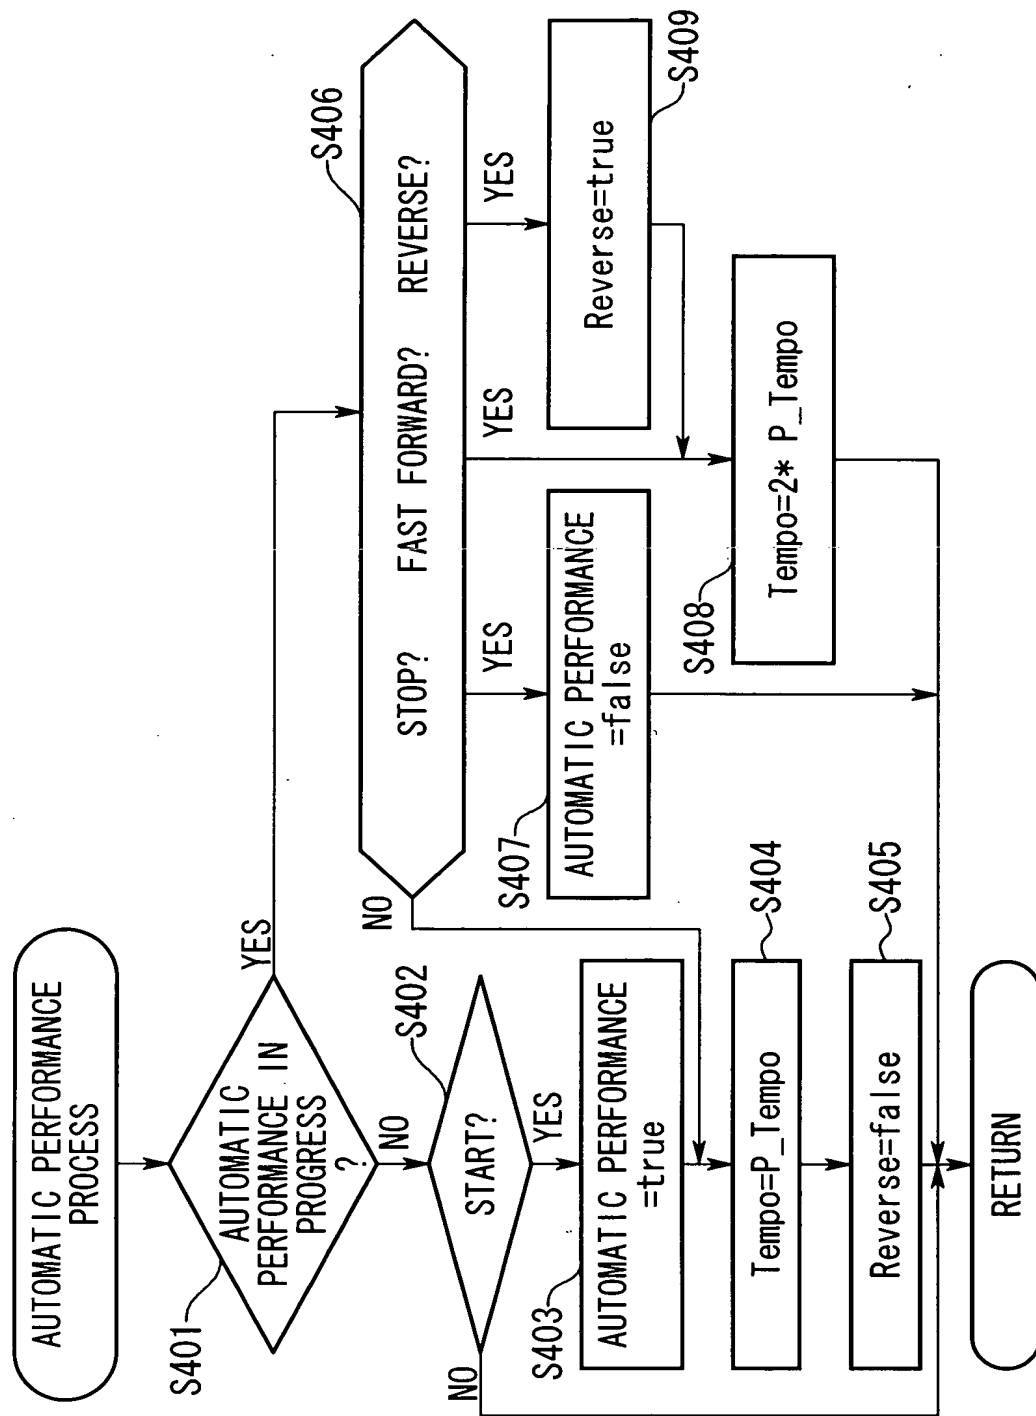 AUTOMATIC PERFORMANCE
PROCESS
S401
AUTOMATIC
PERFORMANCE IN
PROGRESS
?
YES
NO
S402
START?
NO
YES
S403
AUTOMATIC PERFORMANCE
=true
S404
Tempo=P_Tempo
S405
Reverse=false
RETURN
S406
STOP? FAST FORWARD? REVERSE?
NO
YES
YES
YES
S407
AUTOMATIC PERFORMANCE
=false
S409
Reverse=true
S408
Tempo=2* P_Tempo